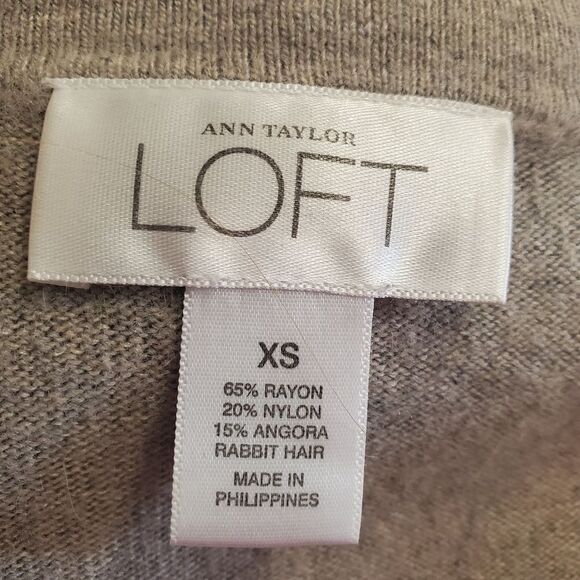 ANN TAYLOR
LOFT
XS
65% RAYON
20% NYLON
15% ANGORA
RABBIT HAIR
MADE IN
PHILIPPINES